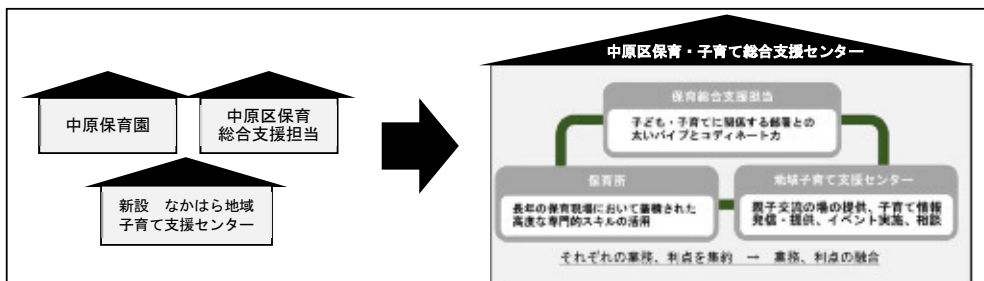 中原保育園
中原区保育
総合支援担当
新設　なかはら地域
子育て支援センター
中原区保育・子育て総合支援センター
保育総合支援担当
子ども・子育てに関係する部署との
太いパイプとコディネート力
保育所
長年の保育現場において蓄積された
高度な専門的スキルの活用
地域子育て支援センター
親子交流の場の提供、子育て情報
発信・提供、イベント実施、相談
それぞれの業務、利点を集約　→　業務、利点の融合